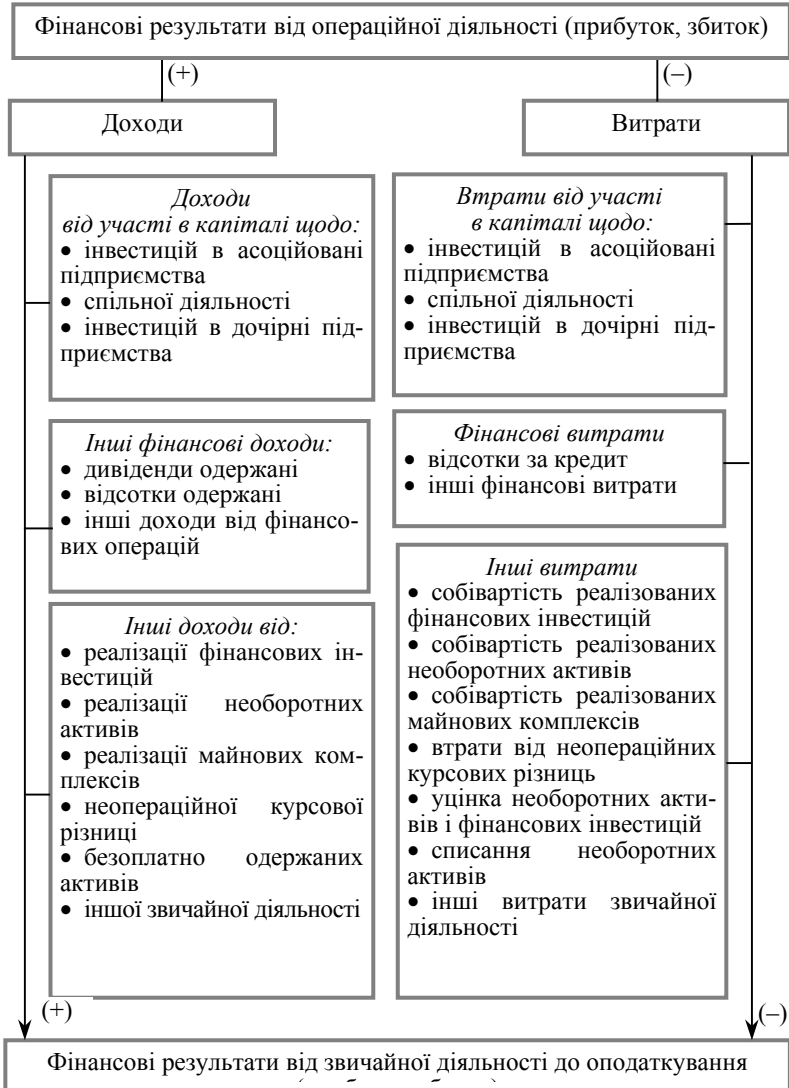 Фінансові результати від операційної діяльності (прибуток, збиток)
(+)
(–)
Доходи
Витрати
Доходи
від участі в капіталі щодо:
• інвестицій в асоційовані
підприємства
• спільної діяльності
• інвестицій в дочірні під-
приємства
Втрати від участі
в капіталі щодо:
• інвестицій в асоційовані
підприємства
• спільної діяльності
• інвестицій в дочірні під-
приємства
Інші фінансові доходи:
• дивіденди одержані
• відсотки одержані
• інші доходи від фінансо-
вих операцій
Фінансові витрати
• відсотки за кредит
• інші фінансові витрати
Інші доходи від:
• реалізації фінансових ін-
вестицій
• реалізації необоротних
активів
• реалізації майнових ком-
плексів
• неопераційної курсової
різниці
• безоплатно одержаних
активів
• іншої звичайної діяльності
Інші витрати
• собівартість реалізованих
фінансових інвестицій
• собівартість реалізованих
необоротних активів
• собівартість реалізованих
майнових комплексів
• втрати від неопераційних
курсових різниць
• уцінка необоротних акти-
вів і фінансових інвестицій
• списання необоротних
активів
• інші витрати звичайної
діяльності
(+)
(–)
Фінансові результати від звичайної діяльності до оподаткування